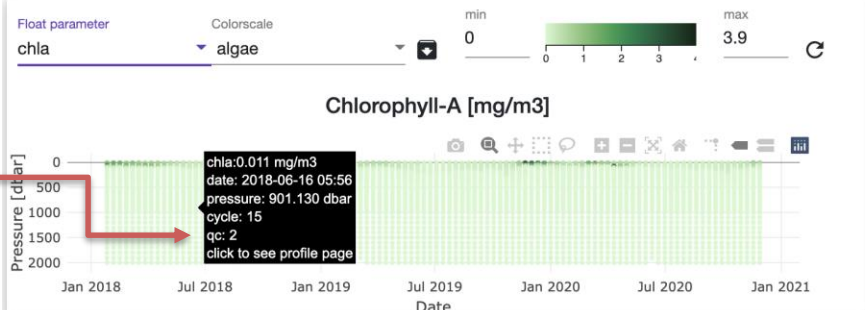 Float parameter
chla
Colorscale
algae
min
0
0 1 2 3
max
3.9
Chlorophyll-A [mg/m3]
Pressure [dbar]
0
500
1000
1500
2000
chla:0.011 mg/m3
date: 2018-06-16 05:56
pressure: 901.130 dbar
cycle: 15
qc: 2
click to see profile page
Jan 2018 Jul 2018 Jan 2019 Jul 2019 Jan 2020 Jul 2020 Jan 2021
Date